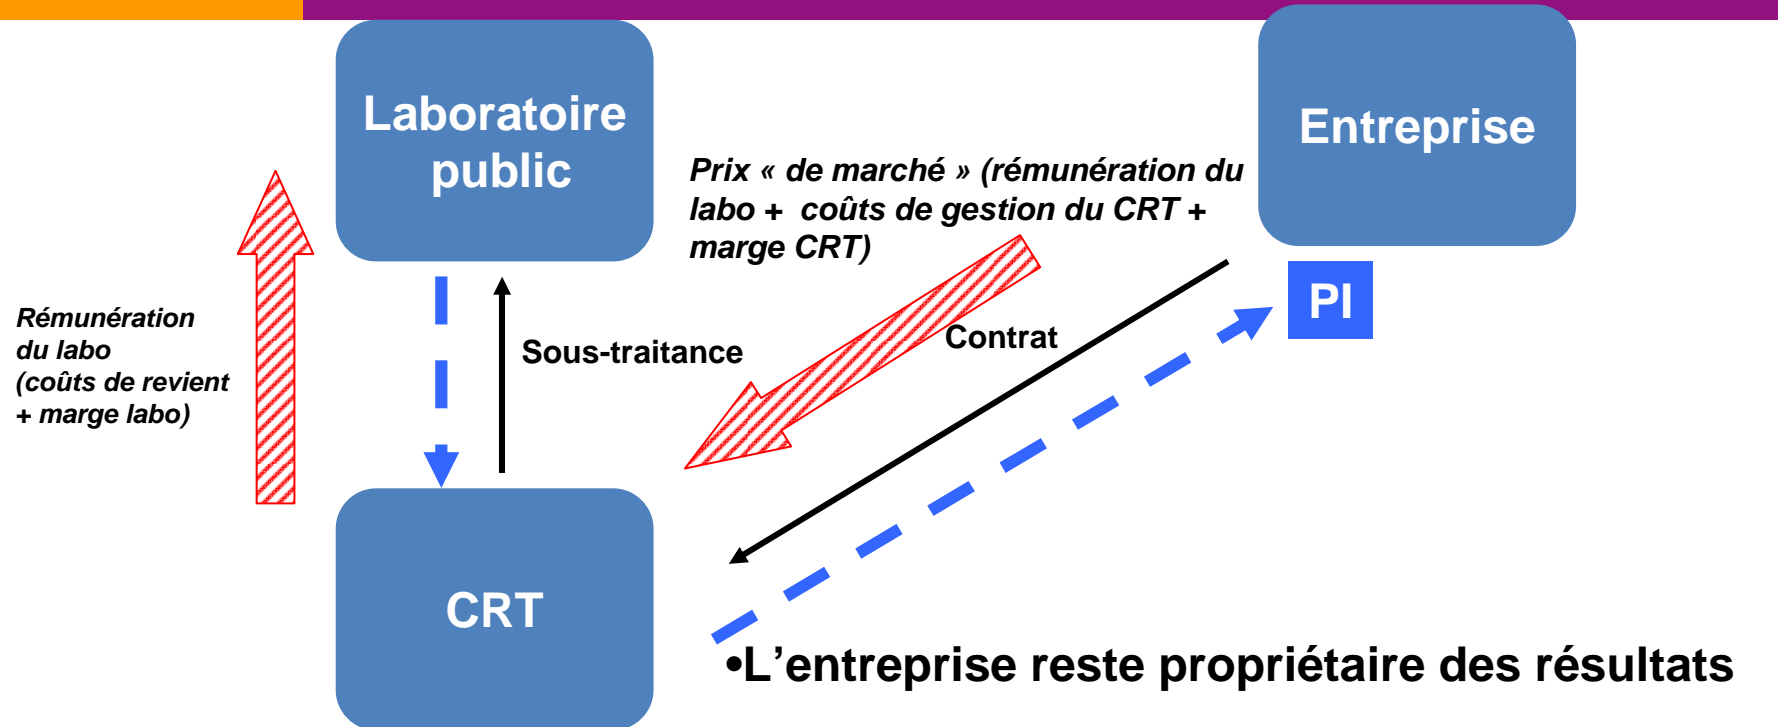 Laboratoire
public
Entreprise
Prix « de marché » (rémunération du
labo + coûts de gestion du CRT +
marge CRT)
PI
Rémunération
du labo
(coûts de revient
+ marge labo)
Sous-traitance
Contrat
CRT
•L’entreprise reste propriétaire des résultats